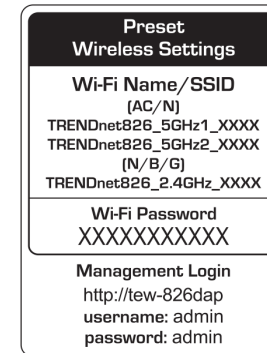 Preset
Wireless Settings
Wi-Fi Name/SSID
(AC/N)
TRENDnet826_5GHz1_XXXX
TRENDnet826_5GHz2_XXXX
(N/B/G)
TRENDnet826_2.4GHz_XXXX
Wi-Fi Password
XXXXXXXXXXX
Management Login
http://tew-826dap
username: admin
password: admin